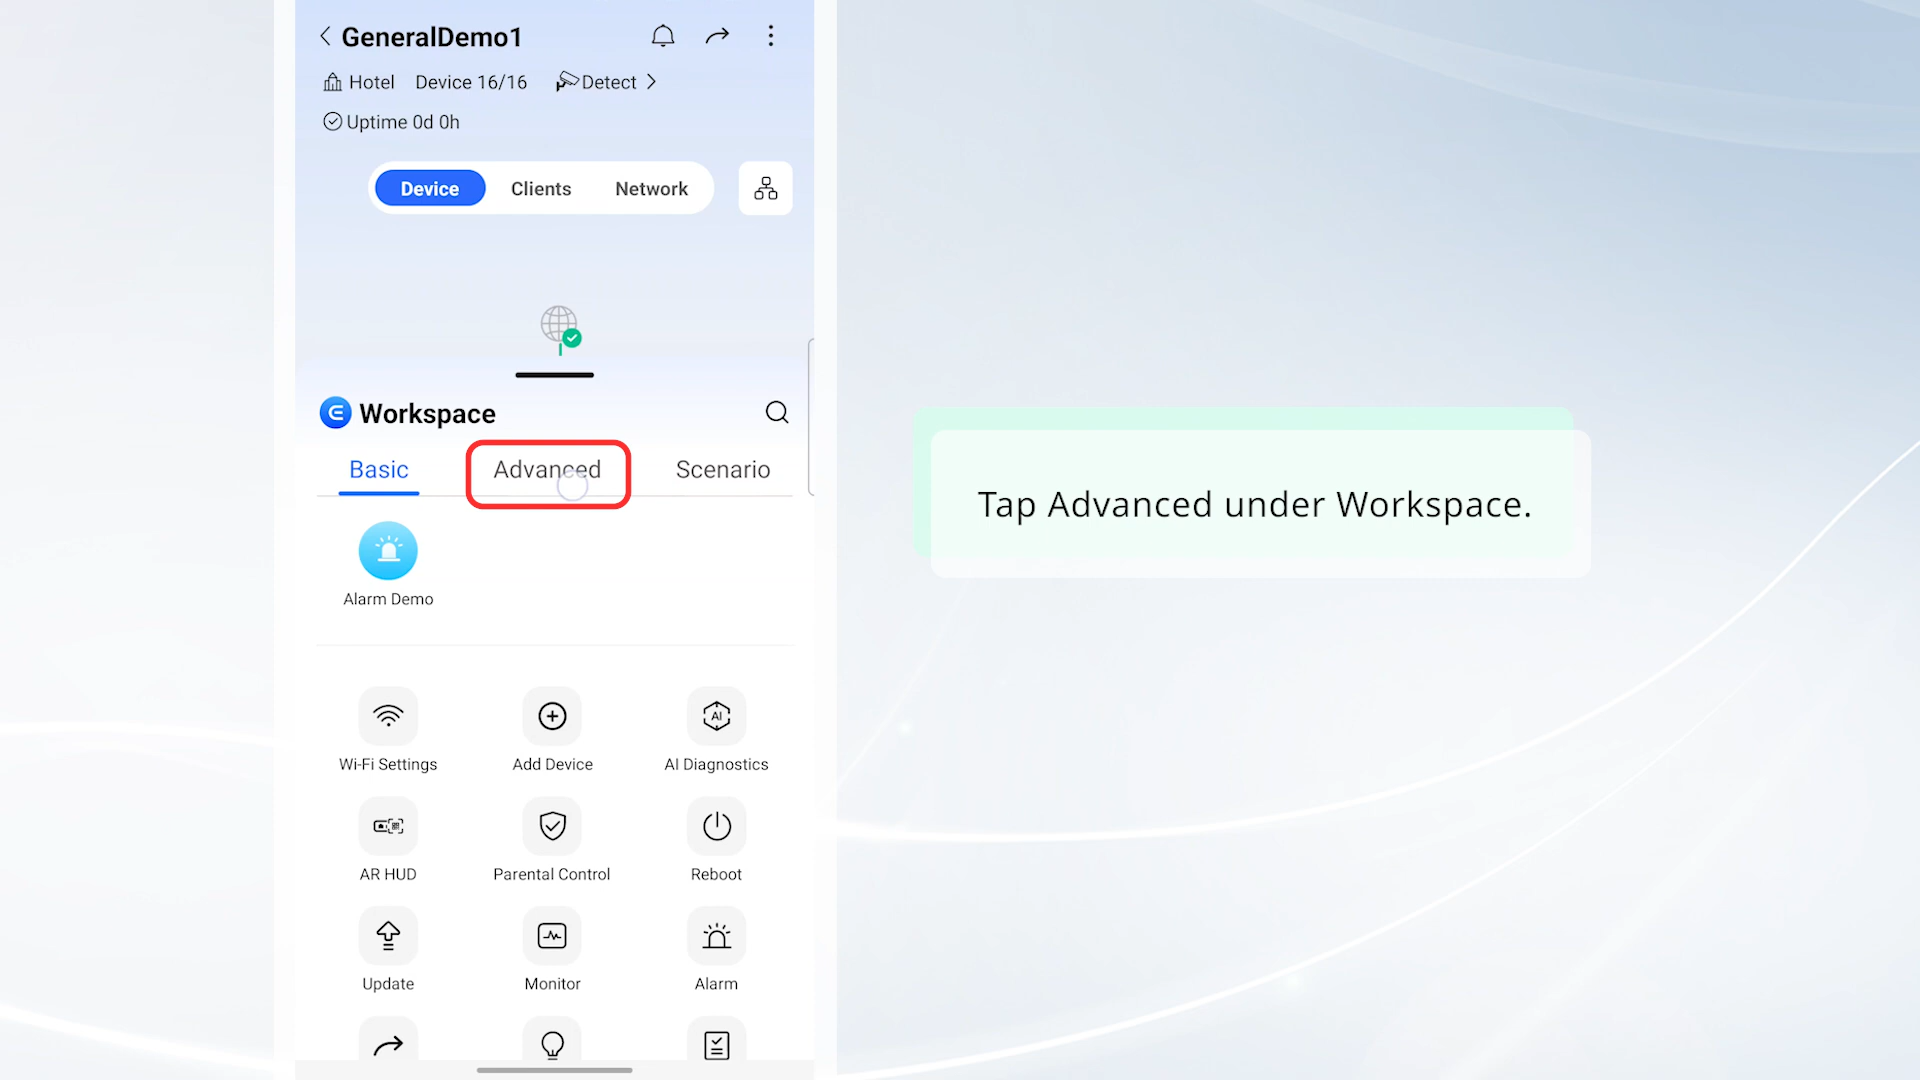 GeneralDemo1
Hotel Device 16/16 Detect
Uptime 0d 0h
Device Clients Network
Workspace
Basic Advanced Scenario
Alarm Demo
AI
Wi-Fi Settings Add Device AI Diagnostics
AR HUD Parental Control Reboot
Update Monitor Alarm
Tap Advanced under Workspace.